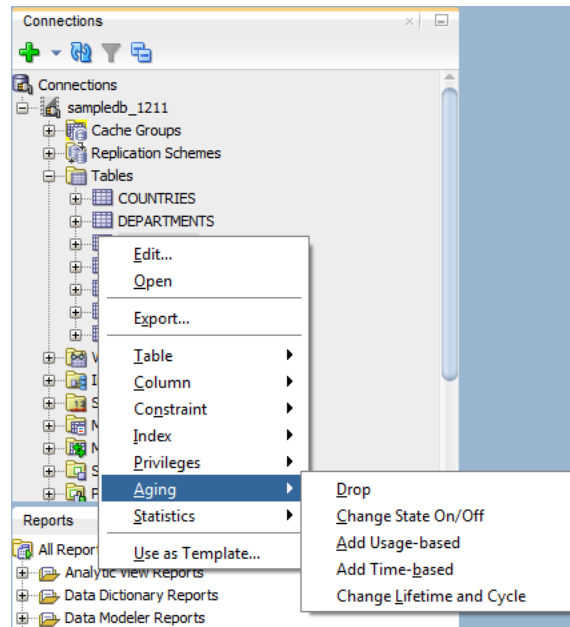 Connections
Connections
sampledb_1211
Cache Groups
Replication Schemes
Tables
COUNTRIES
DEPARTMENTS
Edit...
Open
Export...
Table
Column
Constraint
Index
Privileges
Aging
Statistics
Use as Template...
Drop
Change State On/Off
Add Usage-based
Add Time-based
Change Lifetime and Cycle
Reports
All Repor
Analytic View Reports
Data Dictionary Reports
Data Modeler Reports